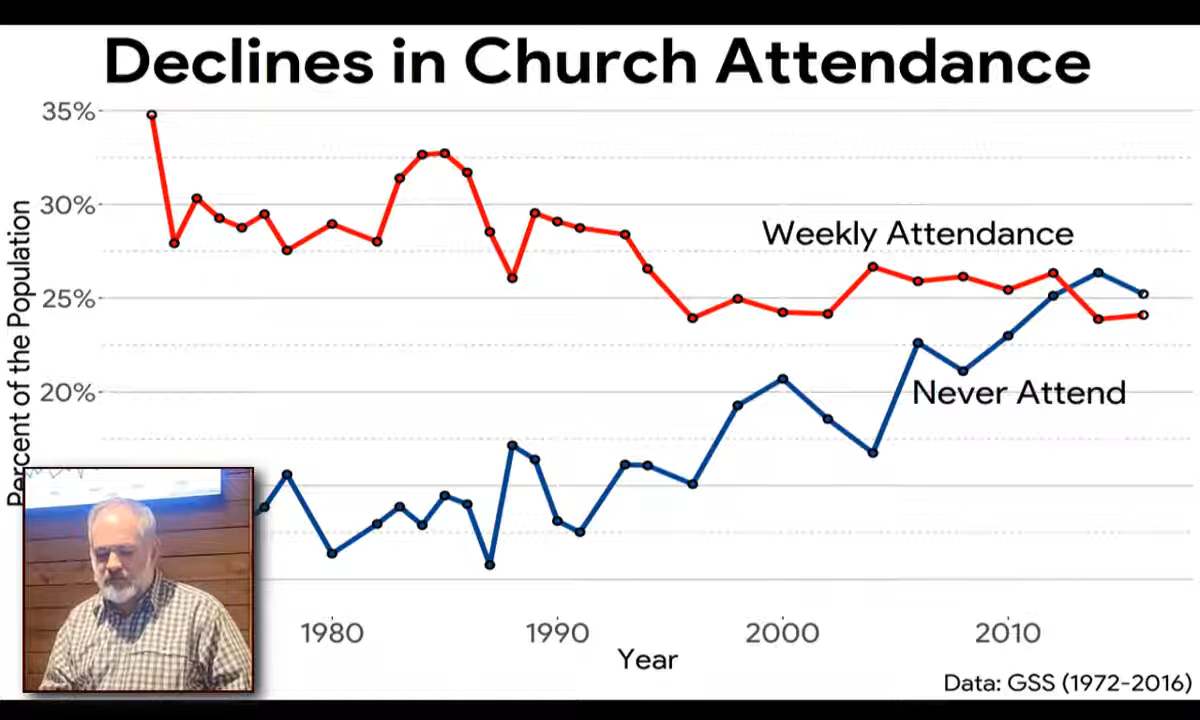 Declines in Church Attendance
35%
30%
25%
20%
Percent of the Population
Weekly Attendance
Never Attend
1980
1990
2000
2010
Year
Data: GSS (1972-2016)